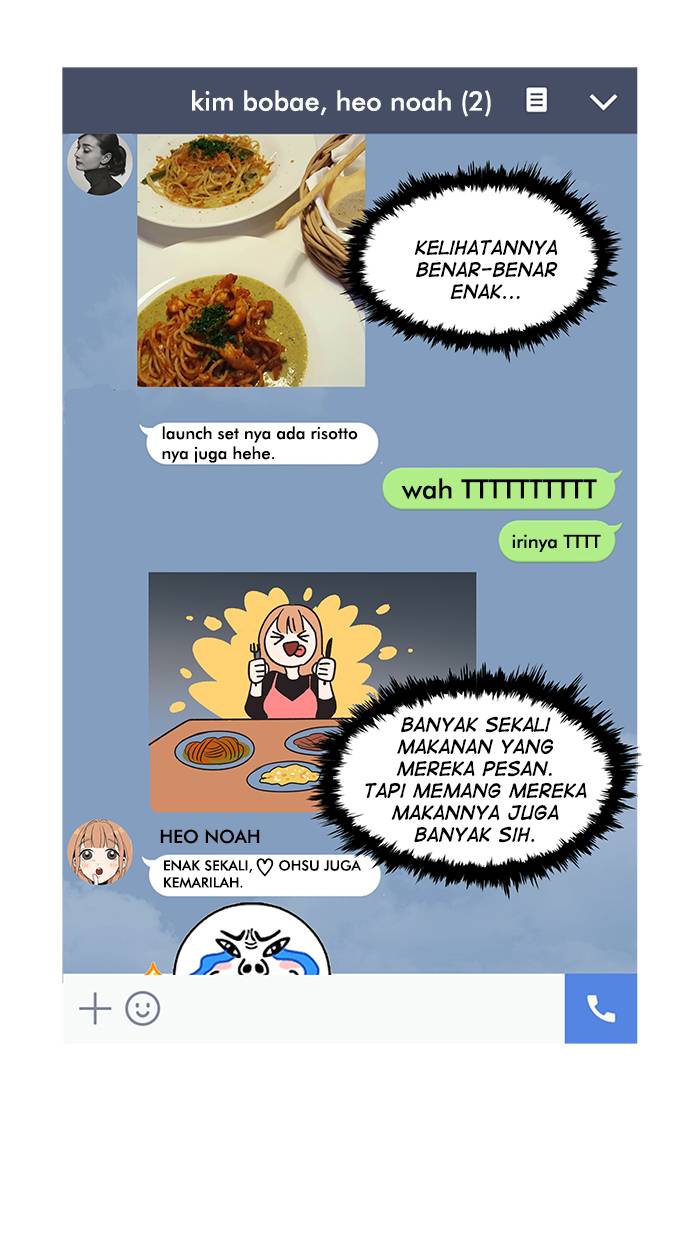 kim bobae, heo noah (2)
KELIHATANNYA
BENAR-BENAR
ENAK...
launch set nya ada risotto
nya juga hehe.
wah TTTTTTTTTT
irinya TTTT
BANYAK SEKALI
MAKANAN YANG
MEREKA PESAN.
TAPI MEMANG MEREKA
MAKANNYA JUGA
BANYAK SIH.
HEO NOAH
ENAK SEKALI, ♡ OHSU JUGA
KEMARILAH.